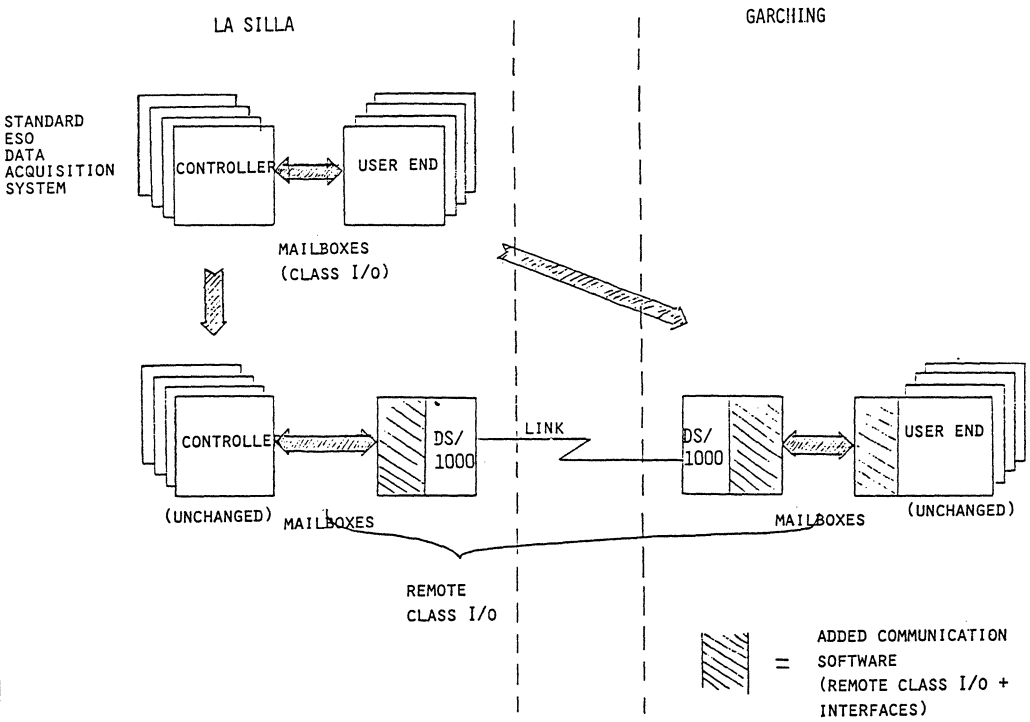 LA SILLA
GARCHING
STANDARD
ESO
DATA
ACQUISITION
SYSTEM
CONTROLLER
USER END
MAILBOXES
(CLASS I/O)
CONTROLLE
DS/
1000
LINK
DS/
1000
USER END
(UNCHANGED)
MAILBOXES
MAILBOXES
(UNCHANGED)
REMOTE
CLASS I/O
=
ADDED COMMUNICATION
SOFTWARE
(REMOTE CLASS I/O +
INTERFACES)